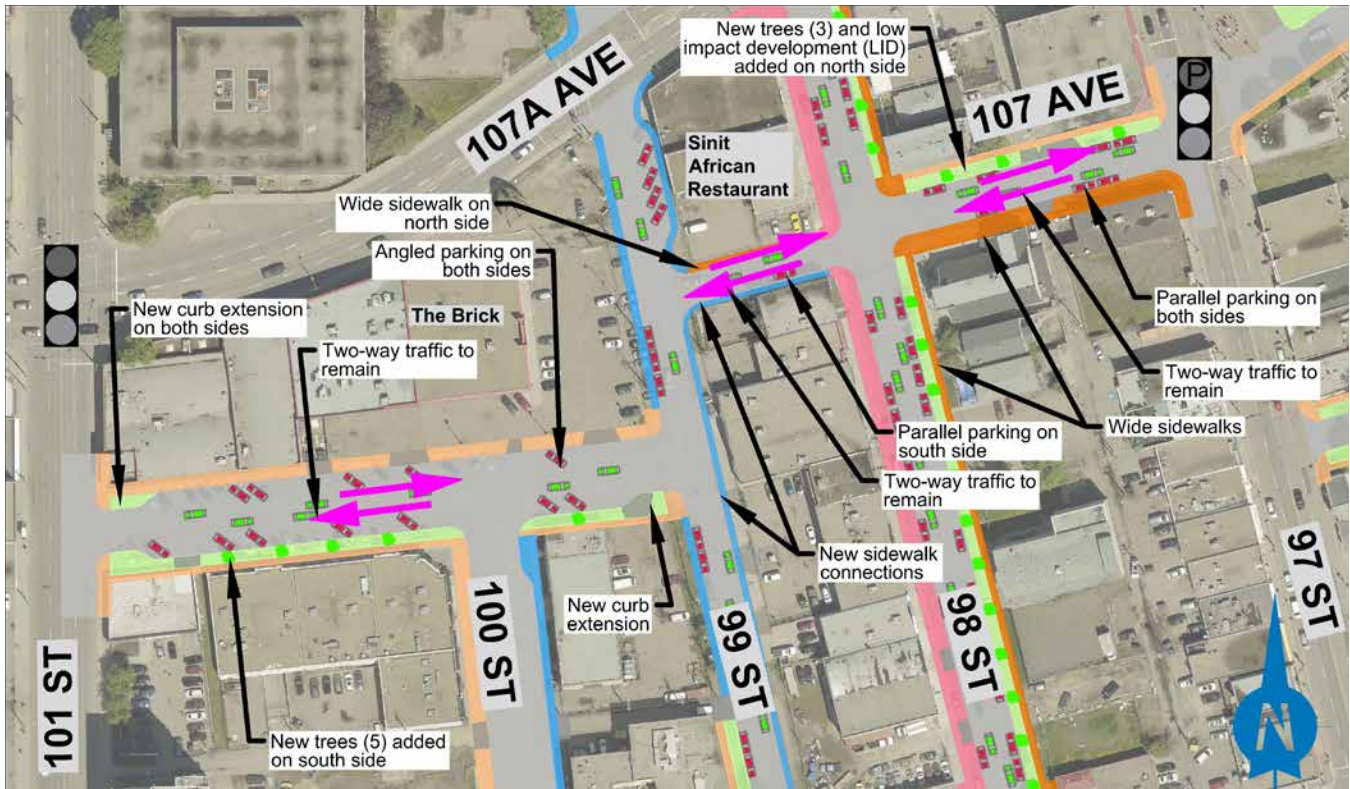 New trees (3) and low
impact development (LID)
added on north side
107A AVE
107 AVE
P
Sinit
African
Restaurant
Wide sidewalk on
north side
Angled parking on
both sides
New curb extension
on both sides
The Brick
Two-way traffic to
remain
Parallel parking on
both sides
Two-way traffic to
remain
Wide sidewalks
Parallel parking on
south side
Two-way traffic to
remain
New sidewalk
connections
New curb
extension
New trees (5) added
on south side
101 ST
100 ST
99 ST
98 ST
97 ST
N